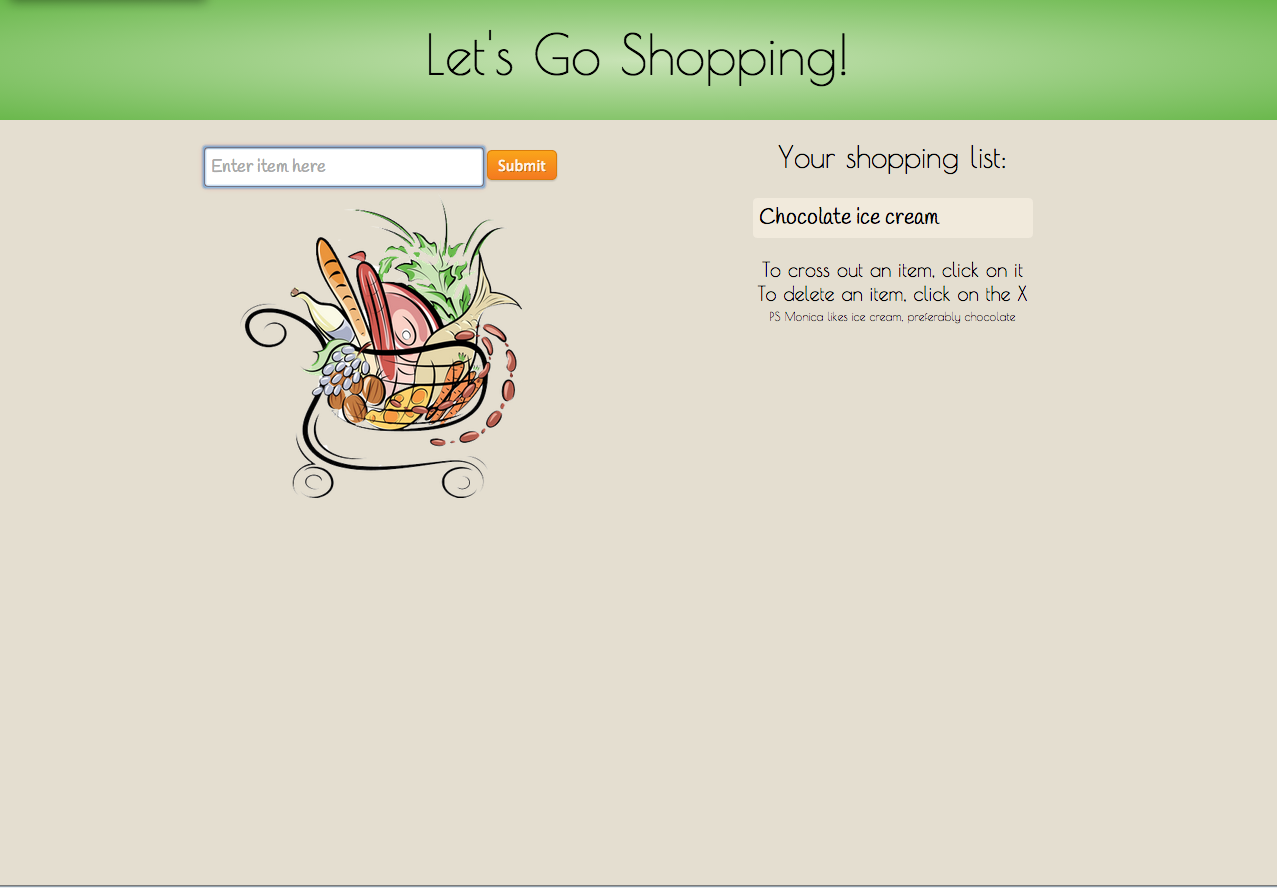 Let's Go Shopping!
Enter item here
Submit
Your shopping list:
Chocolate ice cream
To cross out an item, click on it
To delete an item, click on the X
PS Monica likes ice cream, preferably chocolate